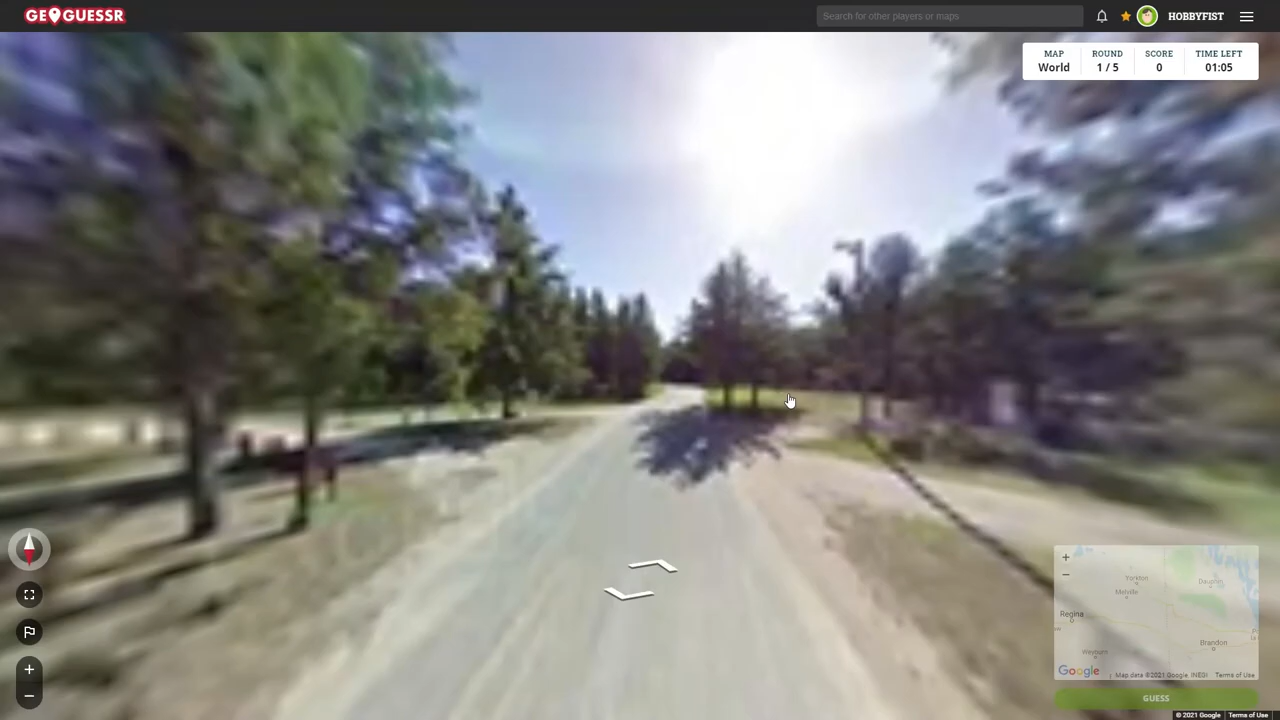 GEOGUESSR
Search for other players or maps
HOBBYFIST
MAP
World
ROUND
1 / 5
SCORE
0
TIME LEFT
01:05
Yorkton
Dauphin
Melville
Regina
Brandon
Weyburn
Google
Map data ©2021 Google, INEGI
Terms of Use
GUESS
© 2021 Google
Terms of Use